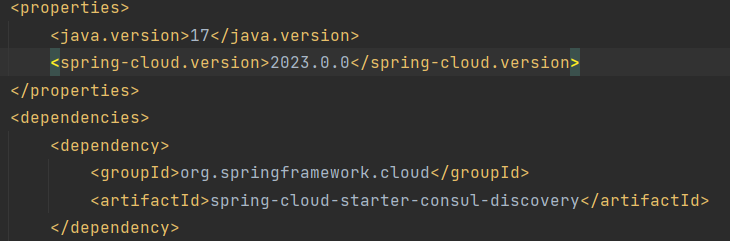 <properties>
<java.version>17</java.version>
<spring-cloud.version>2023.0.0</spring-cloud.version>
</properties>
<dependencies>
<dependency>
<groupId>org.springframework.cloud</groupId>
<artifactId>spring-cloud-starter-consul-discovery</artifactId>
</dependency>